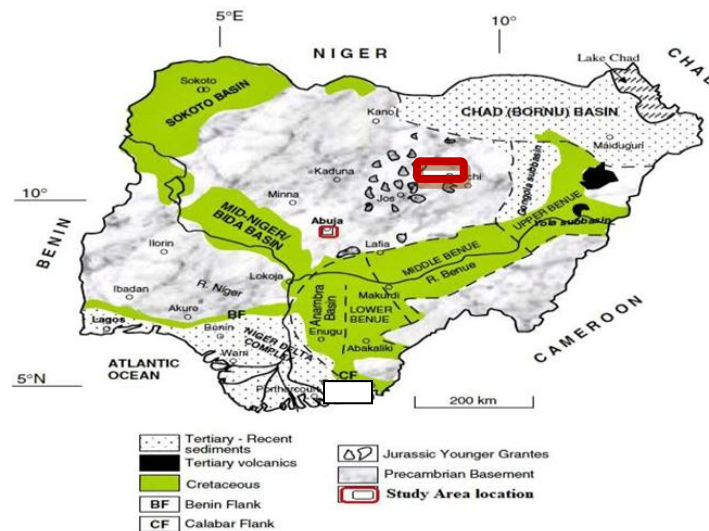 5°E
10°
NIGER
CHAD
Lake Chad
Sokoto
SOKOTO BASIN
Kano
CHAD (BORNU) BASIN
Maiduguri
Kaduna
Gongola subbasin
10°
Minna
Jos
UPPER BENUE
Yola subbasin
BENIN
MID-NIGER/
BIDA BASIN
Abuja
Ilorin
Lafia
MIDDLE BENUE
R. Benue
Lokoja
R. Niger
Ibadan
Makurdi
Akure
BF
Anambra
Basin
LOWER
BENUE
CAMEROON
Lagos
Benin
Enugu
NIGER DELTA
COMPLEX
Warri
Abakaliki
ATLANTIC
OCEAN
5°N
CF
200 km
Tertiary - Recent
sediments
Tertiary volcanics
Cretaceous
BF Benin Flank
CF Calabar Flank
Jurassic Younger Grantes
Precambrian Basement
Study Area location